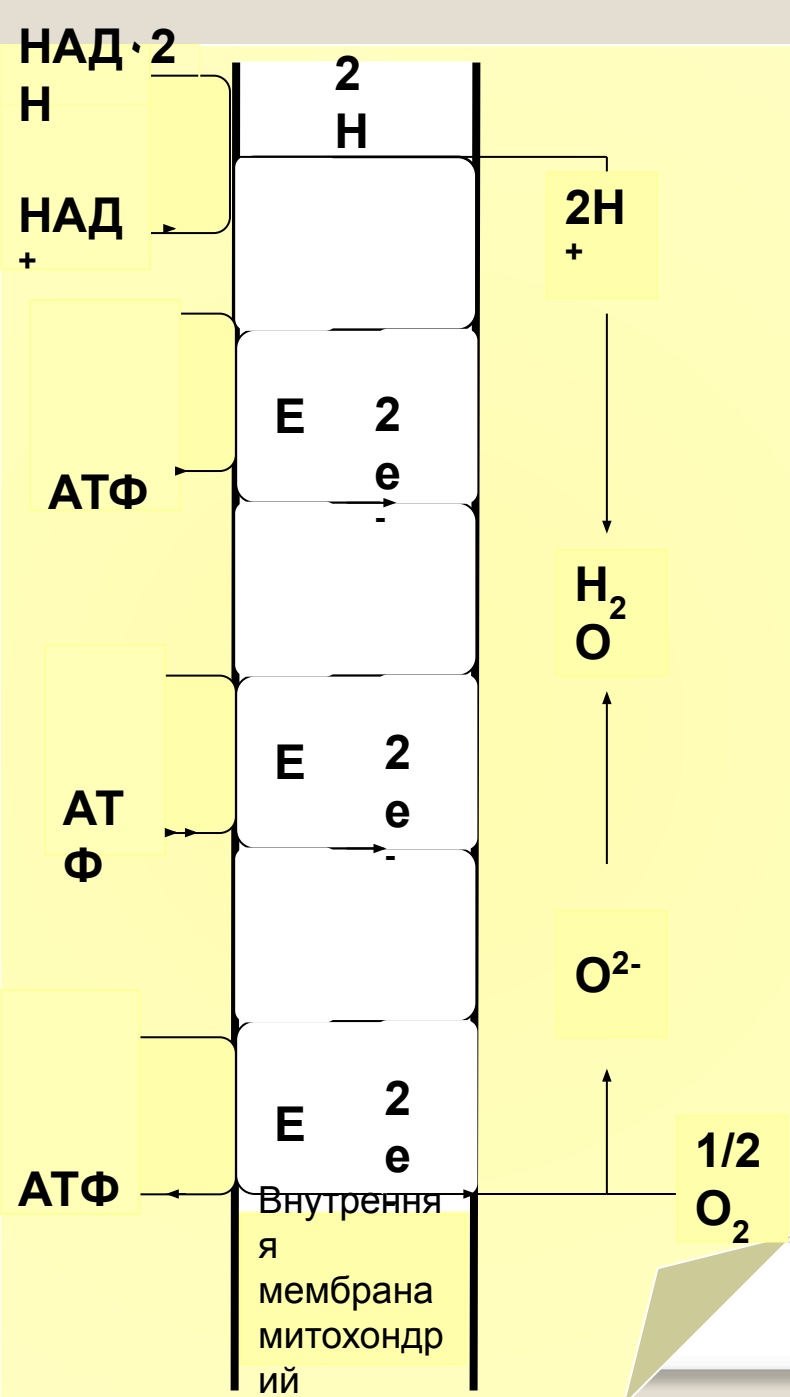 НАД·2
Н
НАД
+
2
Н
2Н
+
Е
2
е
-
АТФ
Н₂
О
Е
2
е
-
АТ
Ф
О²⁻
Е
2
е
АТФ
1/2
О₂
Внутрення
я
мембрана
митохондр
ий